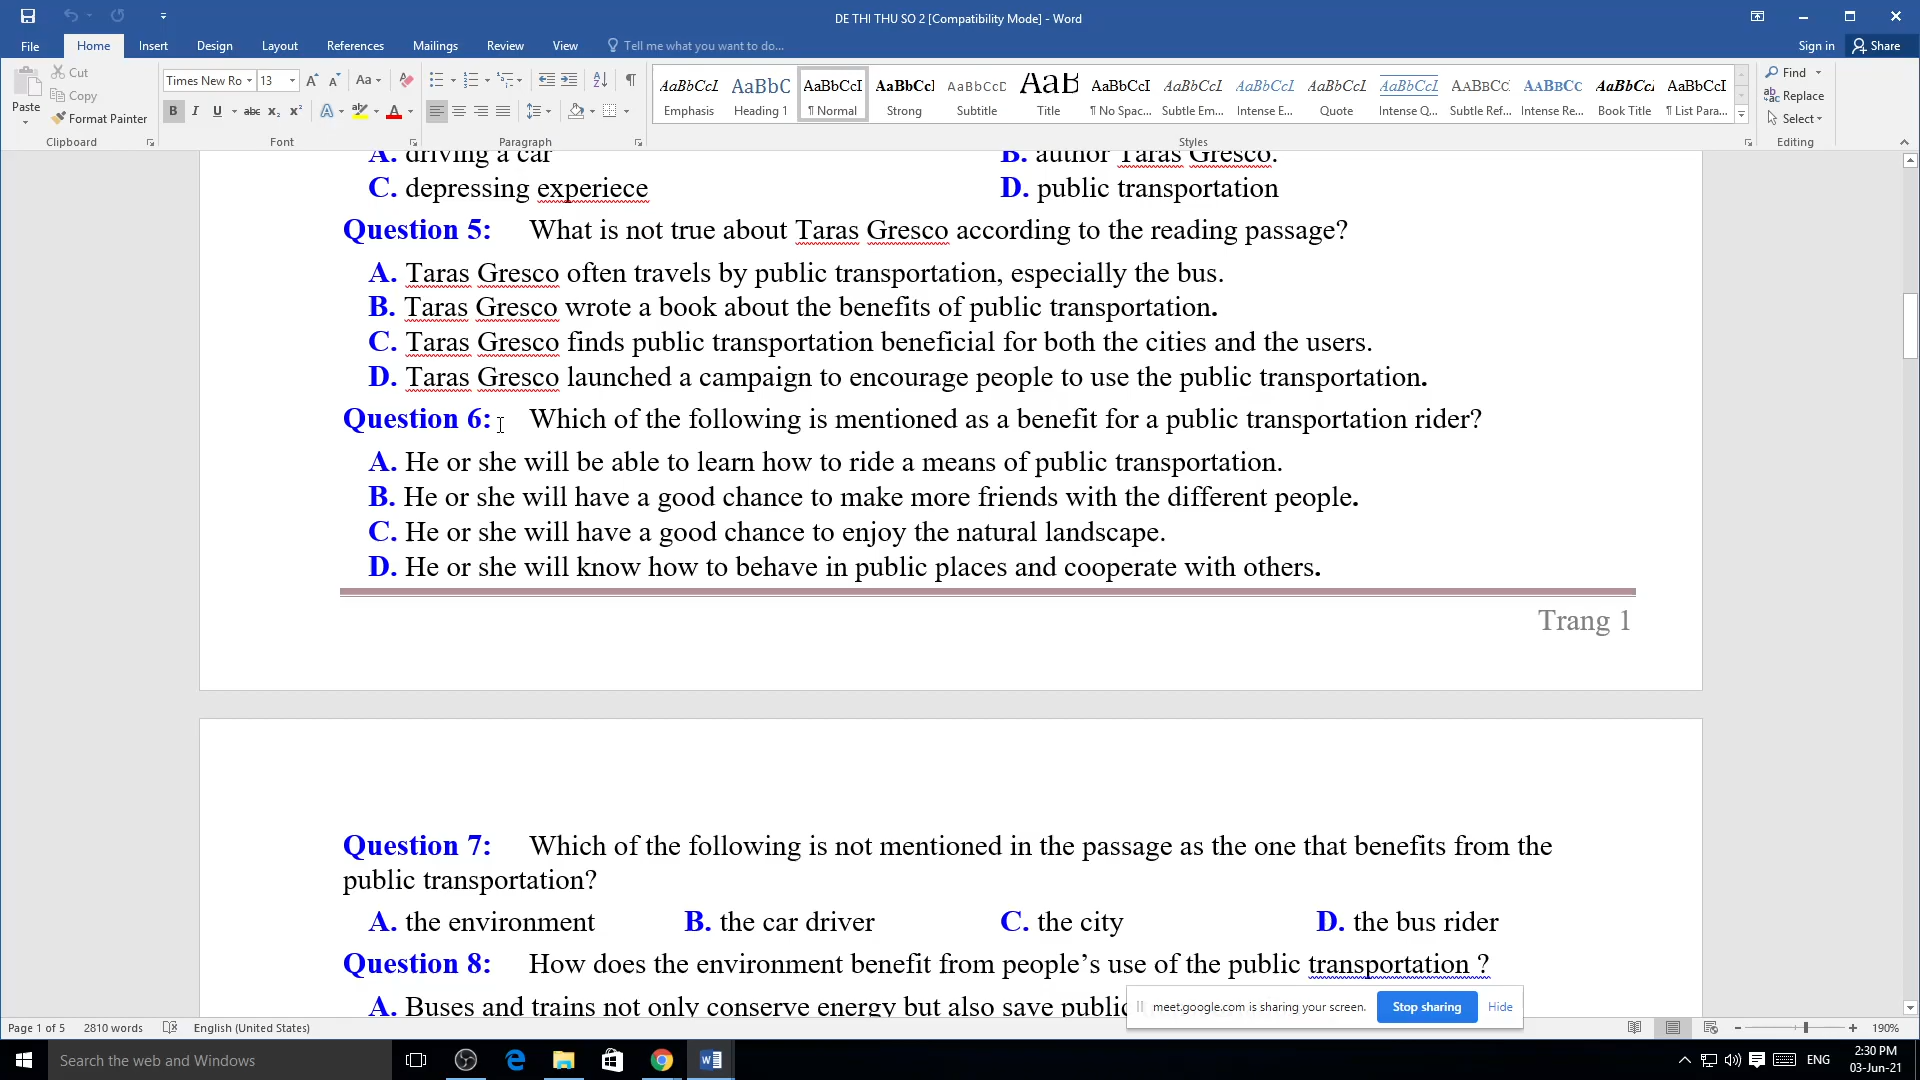 DE THI THU SO 2 [Compatibility Mode] - Word
File Home Insert Design Layout References Mailings Review View Tell me what you want to do... Sign in Share
Paste Cut Copy Format Painter
Times New Ro 13 Aa
B I U abc x₂ x² A A
AaBbCcI AaBbC AaBbCcI AaBbCcI AaBbCcD AaB AaBbCcI AaBbCcI AaBbCcI AaBbCcI AaBbCcI AABBCC AABBCC AaBbCcI AaBbCcI
Emphasis Heading 1 ¶ Normal Strong Subtitle Title ¶ No Spac... Subtle Em... Intense E... Quote Intense Q... Subtle Ref... Intense Re... Book Title ¶ List Para...
Find Replace Select
Clipboard Font Paragraph Styles Editing
A. driving a car B. author Taras Gresco.
C. depressing experiece D. public transportation
Question 5: What is not true about Taras Gresco according to the reading passage?
A. Taras Gresco often travels by public transportation, especially the bus.
B. Taras Gresco wrote a book about the benefits of public transportation.
C. Taras Gresco finds public transportation beneficial for both the cities and the users.
D. Taras Gresco launched a campaign to encourage people to use the public transportation.
Question 6: Which of the following is mentioned as a benefit for a public transportation rider?
A. He or she will be able to learn how to ride a means of public transportation.
B. He or she will have a good chance to make more friends with the different people.
C. He or she will have a good chance to enjoy the natural landscape.
D. He or she will know how to behave in public places and cooperate with others.
Trang 1
Question 7: Which of the following is not mentioned in the passage as the one that benefits from the
public transportation?
A. the environment B. the car driver C. the city D. the bus rider
Question 8: How does the environment benefit from people’s use of the public transportation ?
A. Buses and trains not only conserve energy but also save public
meet.google.com is sharing your screen. Stop sharing Hide
Page 1 of 5 2810 words English (United States) 190%
Search the web and Windows ENG 2:30 PM
03-Jun-21